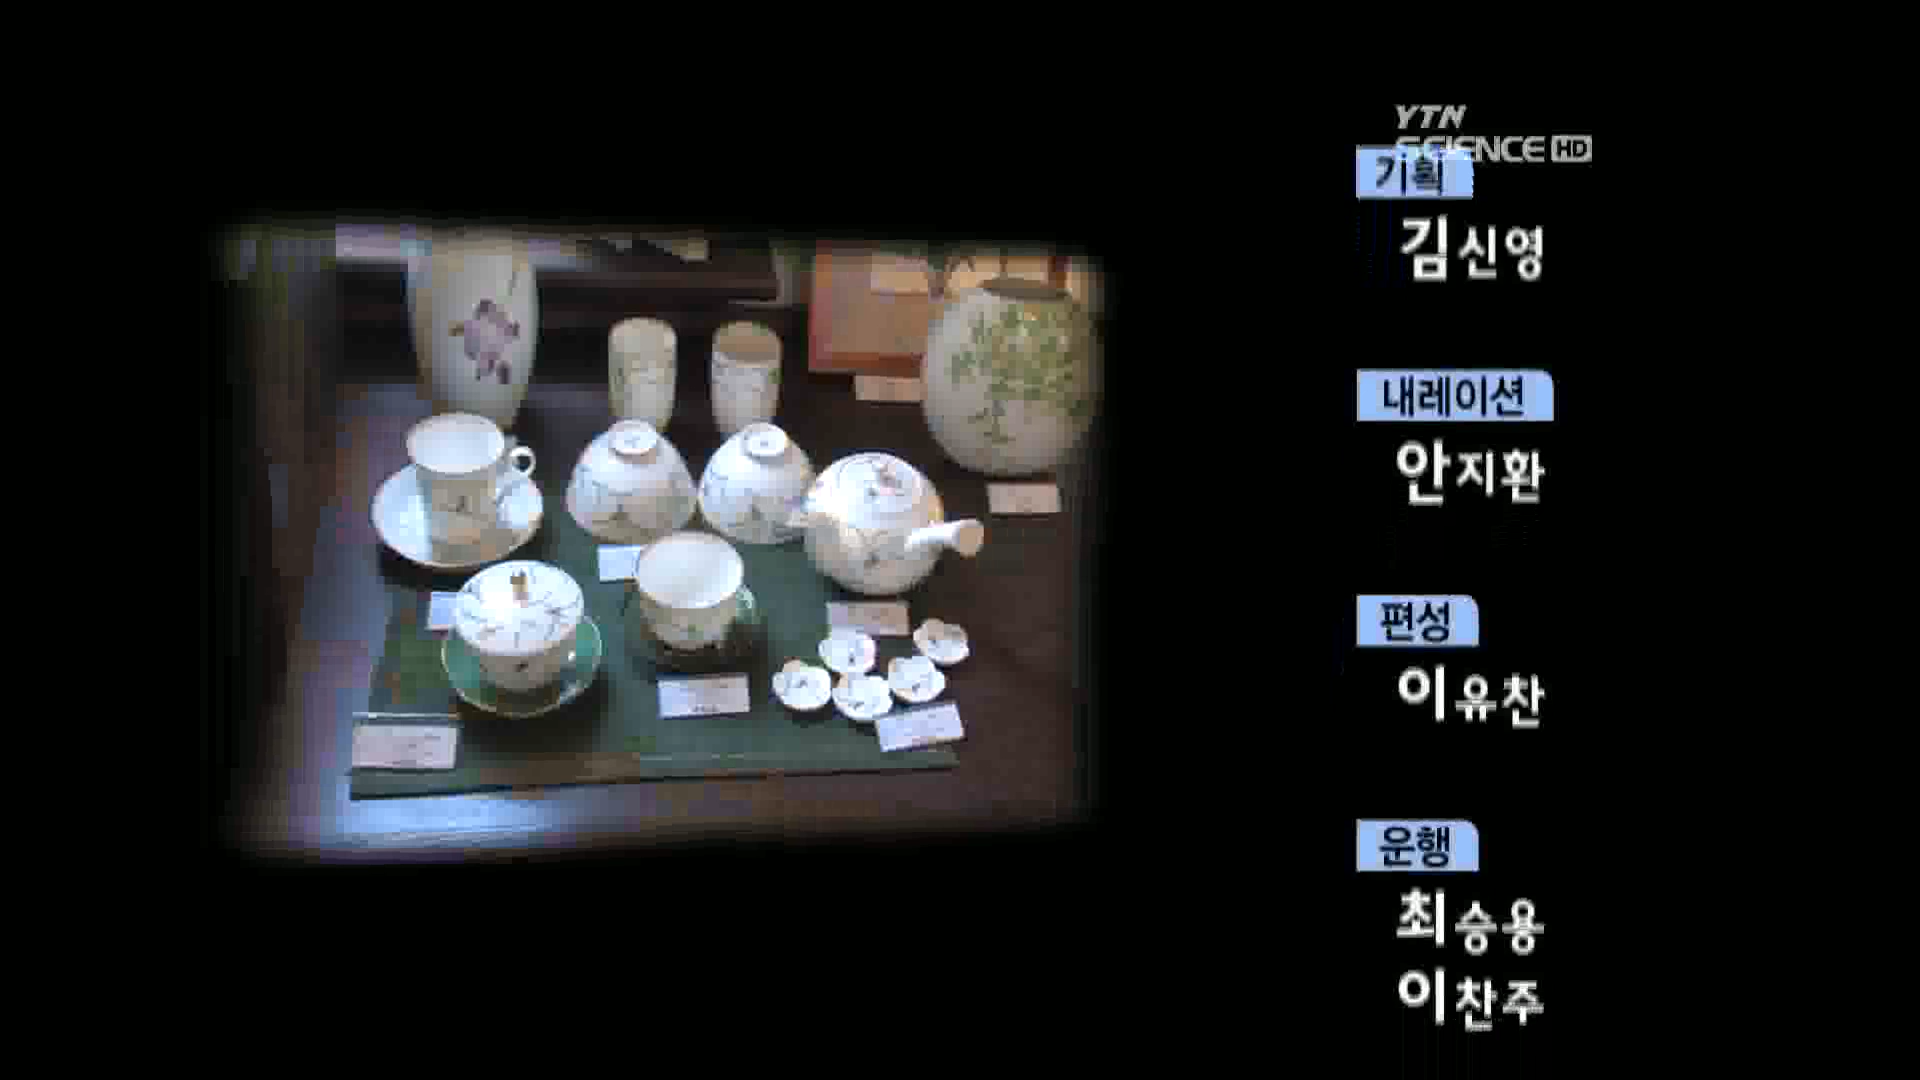 YTN
SCIENCE HD
기획
김신영
내레이션
안지환
편성
이유찬
운행
최승용
이찬주